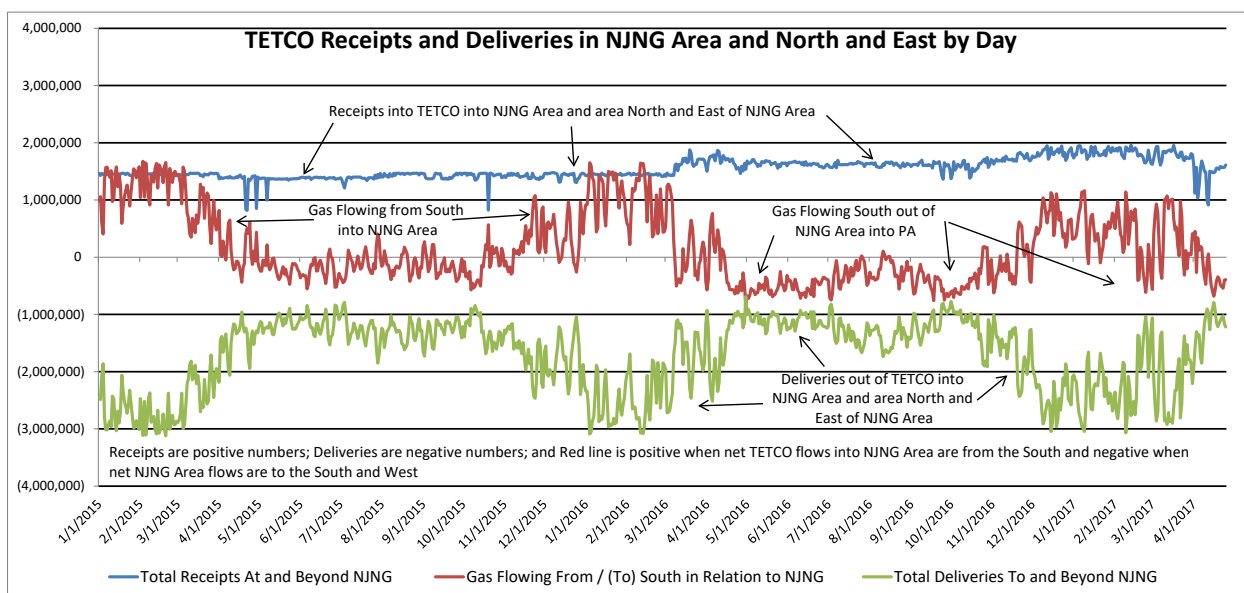 TETCO Receipts and Deliveries in NJNG Area and North and East by Day
4,000,000
3,000,000
2,000,000
1,000,000
0
(1,000,000)
(2,000,000)
(3,000,000)
(4,000,000)
Receipts into TETCO into NJNG Area and area North and East of NJNG Area
Gas Flowing from South
into NJNG Area
Gas Flowing South out of
NJNG Area into PA
Deliveries out of TETCO into
NJNG Area and area North and
East of NJNG Area
Receipts are positive numbers; Deliveries are negative numbers; and Red line is positive when net TETCO flows into NJNG Area are from the South and negative when
net NJNG Area flows are to the South and West
1/1/2015
2/1/2015
3/1/2015
4/1/2015
5/1/2015
6/1/2015
7/1/2015
8/1/2015
9/1/2015
10/1/2015
11/1/2015
12/1/2015
1/1/2016
2/1/2016
3/1/2016
4/1/2016
5/1/2016
6/1/2016
7/1/2016
8/1/2016
9/1/2016
10/1/2016
11/1/2016
12/1/2016
1/1/2017
2/1/2017
3/1/2017
4/1/2017
Total Receipts At and Beyond NJNG
Gas Flowing From / (To) South in Relation to NJNG
Total Deliveries To and Beyond NJNG